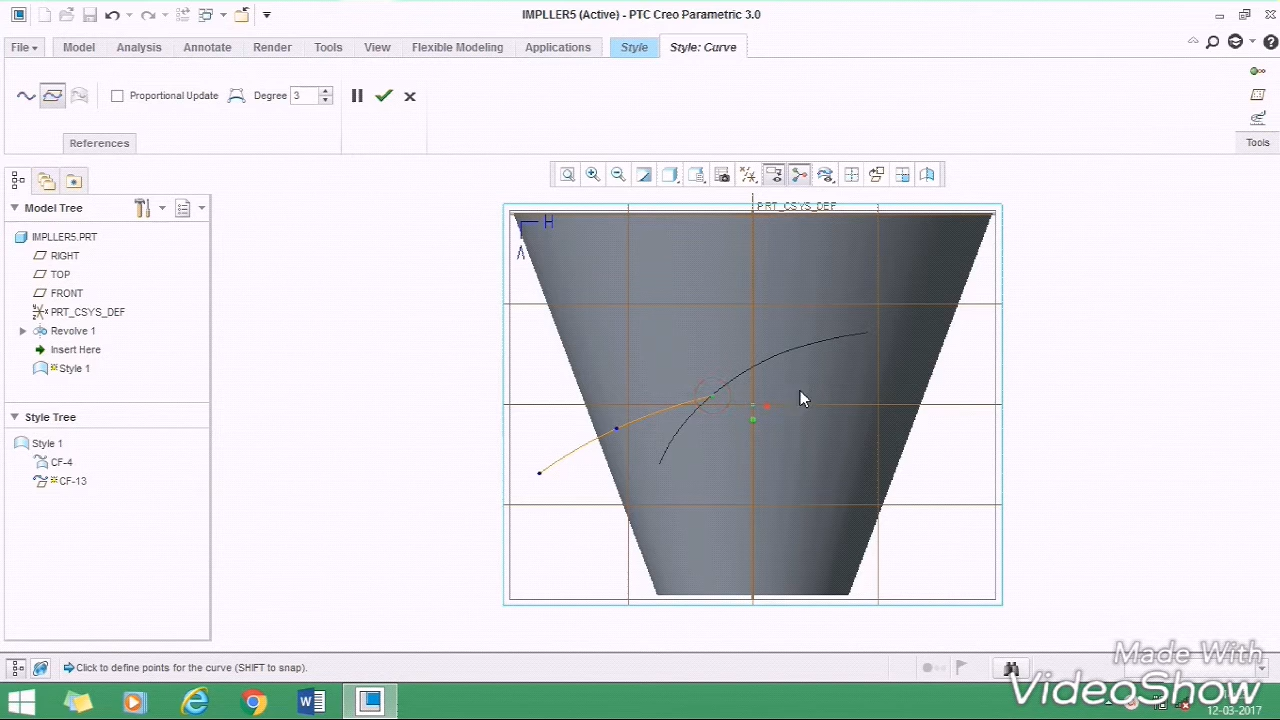 IMPLLER5 (Active) - PTC Creo Parametric 3.0
File Model Analysis Annotate Render Tools View Flexible Modeling Applications Style Style: Curve
Proportional Update Degree 3
References
Tools
Model Tree
IMPLLER5.PRT
RIGHT
TOP
FRONT
PRT_CSYS_DEF
Revolve 1
Insert Here
Style 1
Style Tree
Style 1
CF-4
CF-13
PRT_CSYS_DEF
H
Click to define points for the curve (SHIFT to snap).
Made With
VideoShow
12-03-2017